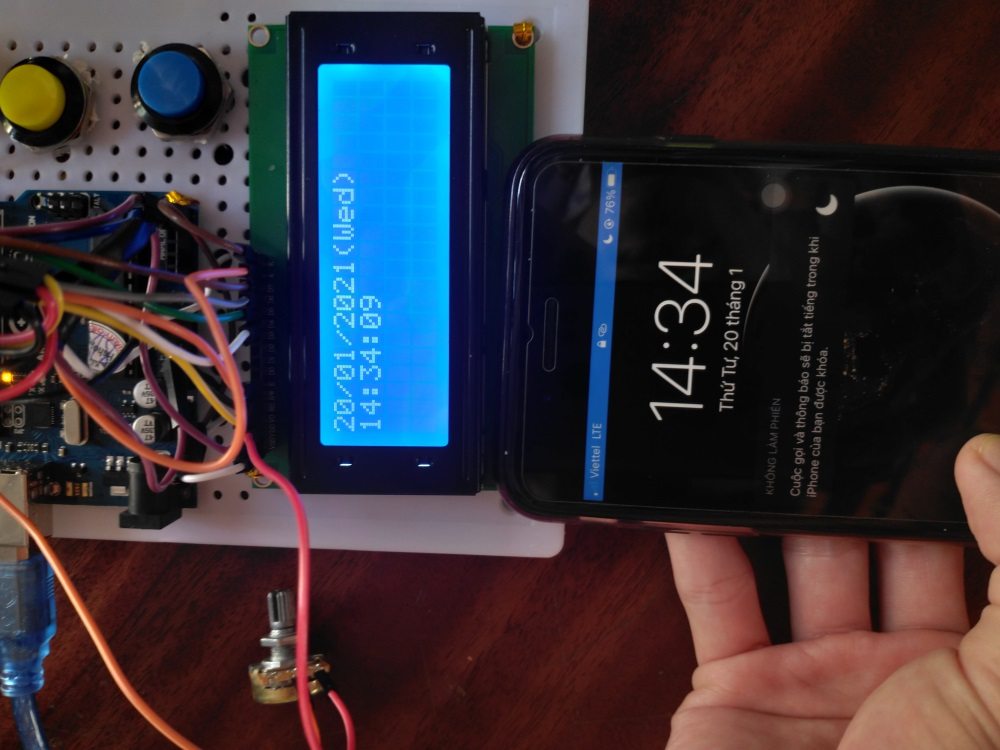 20/01/2021(Wed)
14:34:09
Viettel LTE
76%
14:34
Thứ Tư, 20 tháng 1
KHÔNG LÀM PHIỀN
Cuộc gọi và thông báo sẽ bị tắt tiếng trong khi
iPhone của bạn được khóa.